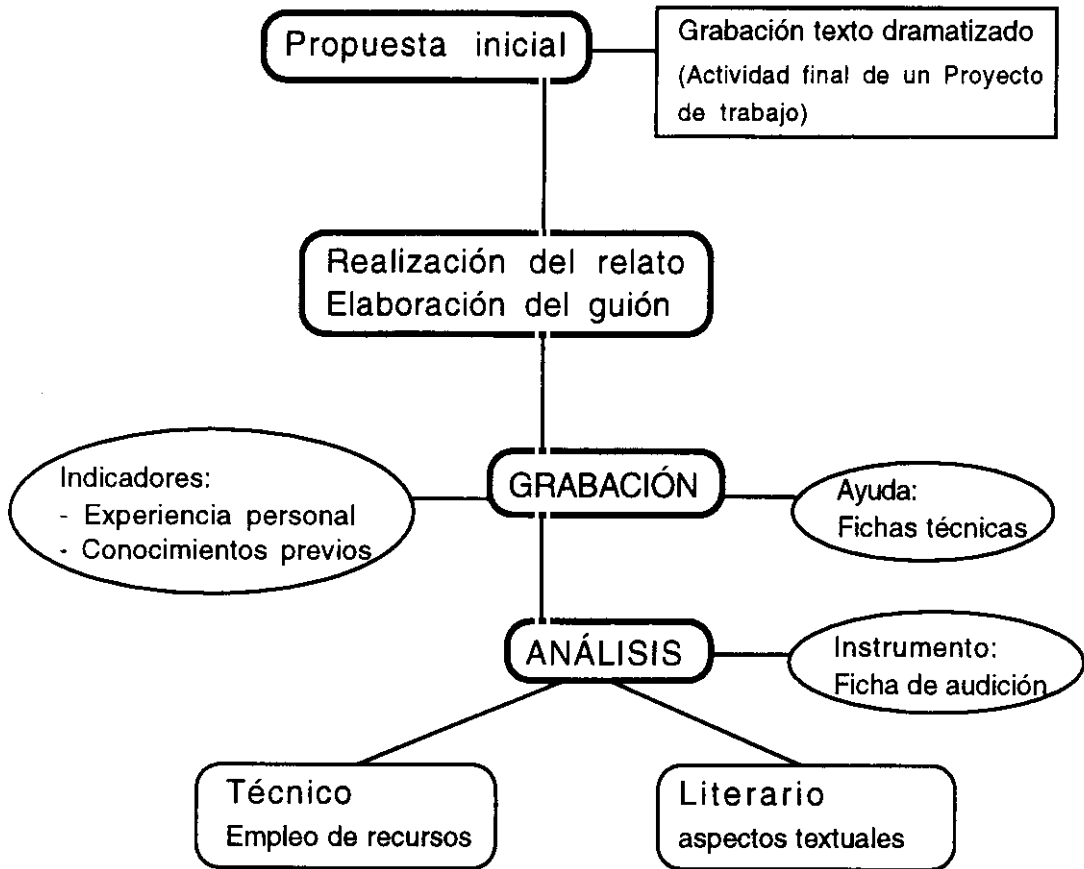 Propuesta inicial
Grabación texto dramatizado
(Actividad final de un Proyecto
de trabajo)
Realización del relato
Elaboración del guión
Indicadores:
- Experiencia personal
- Conocimientos previos
GRABACIÓN
Ayuda:
Fichas técnicas
ANÁLISIS
Instrumento:
Ficha de audición
Técnico
Empleo de recursos
Literario
aspectos textuales